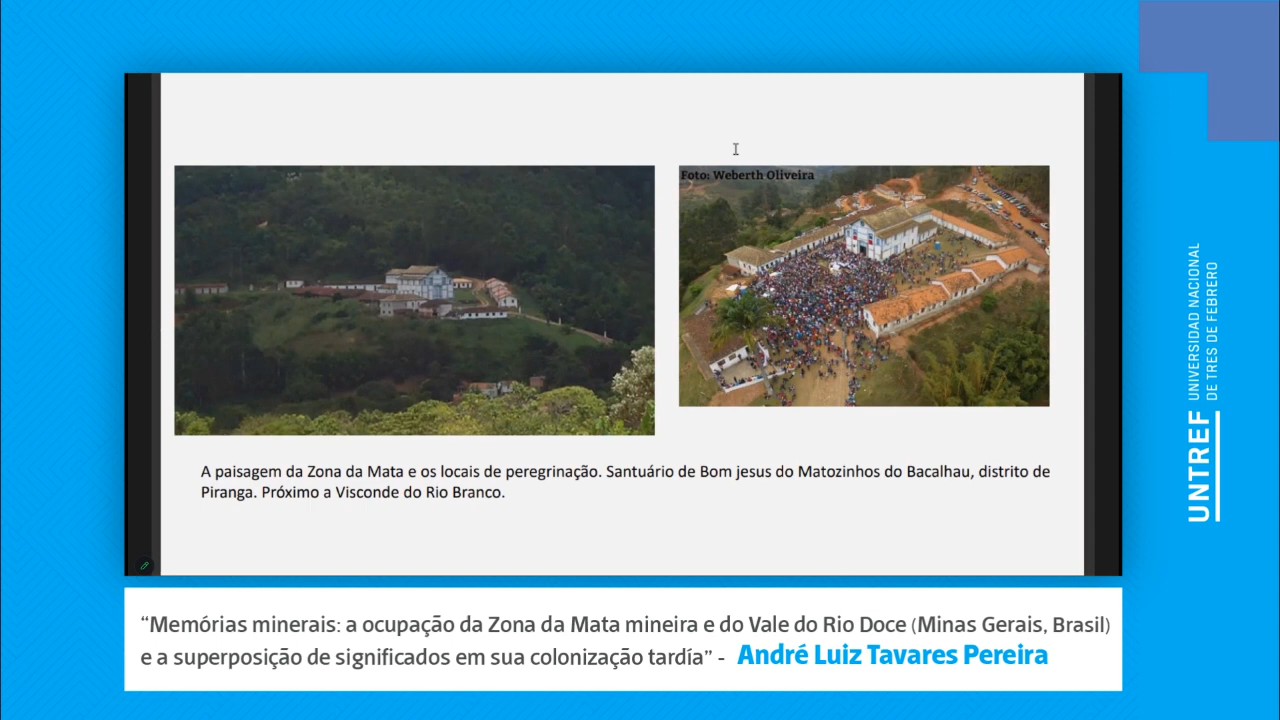 Foto: Weberth Oliveira
A paisagem da Zona da Mata e os locais de peregrinação. Santuário de Bom jesus do Matozinhos do Bacalhau, distrito de
Piranga. Próximo a Visconde do Rio Branco.
“Memórias minerais: a ocupação da Zona da Mata mineira e do Vale do Rio Doce (Minas Gerais, Brasil)
e a superposição de significados em sua colonização tardía” - André Luiz Tavares Pereira
UNTREF
UNIVERSIDAD NACIONAL
DE TRES DE FEBRERO